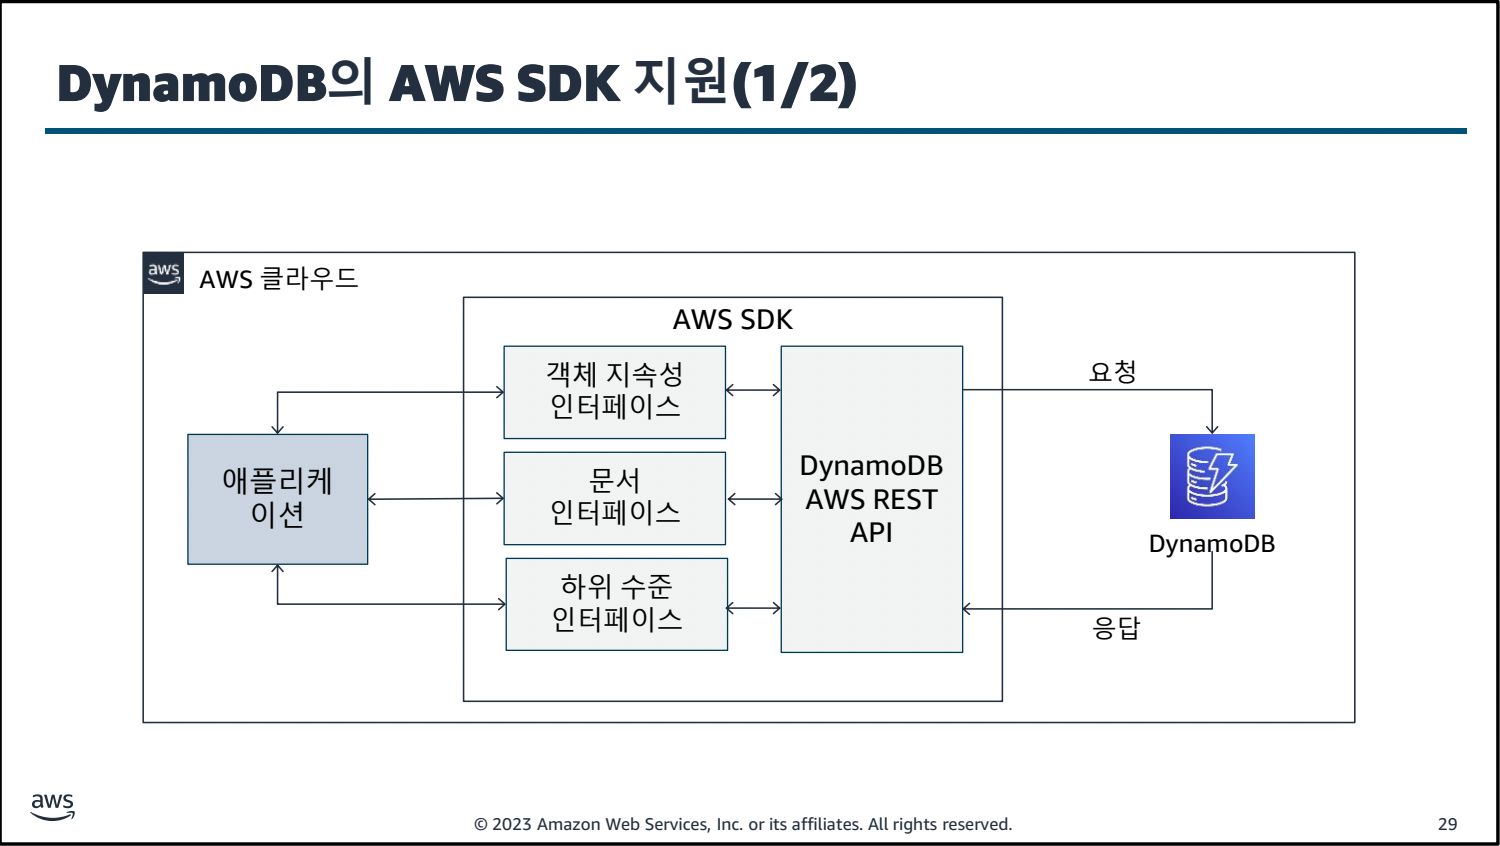 DynamoDB의 AWS SDK 지원(1/2)
aws
AWS 클라우드
AWS SDK
객체 지속성
인터페이스
요청
애플리케
이션
문서
인터페이스
DynamoDB
AWS REST
API
DynamoDB
하위 수준
인터페이스
응답
aws
© 2023 Amazon Web Services, Inc. or its affiliates. All rights reserved.
29